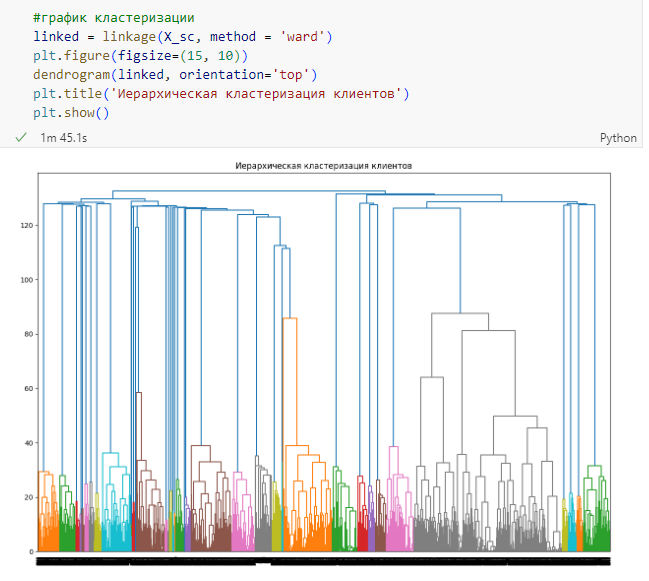 #график кластеризации
linked = linkage(X_sc, method = 'ward')
plt.figure(figsize=(15, 10))
dendrogram(linked, orientation='top')
plt.title('Иерархическая кластеризация клиентов')
plt.show()
1m 45.1s
Python
Иерархическая кластеризация клиентов
120
100
80
60
40
20
0